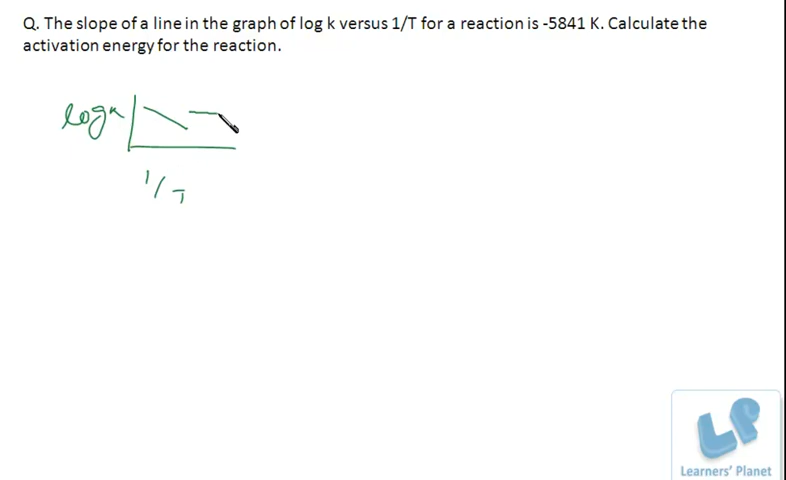 Q. The slope of a line in the graph of log k versus 1/T for a reaction is -5841 K. Calculate the
activation energy for the reaction.
log k
1/T
LP
Learners' Planet